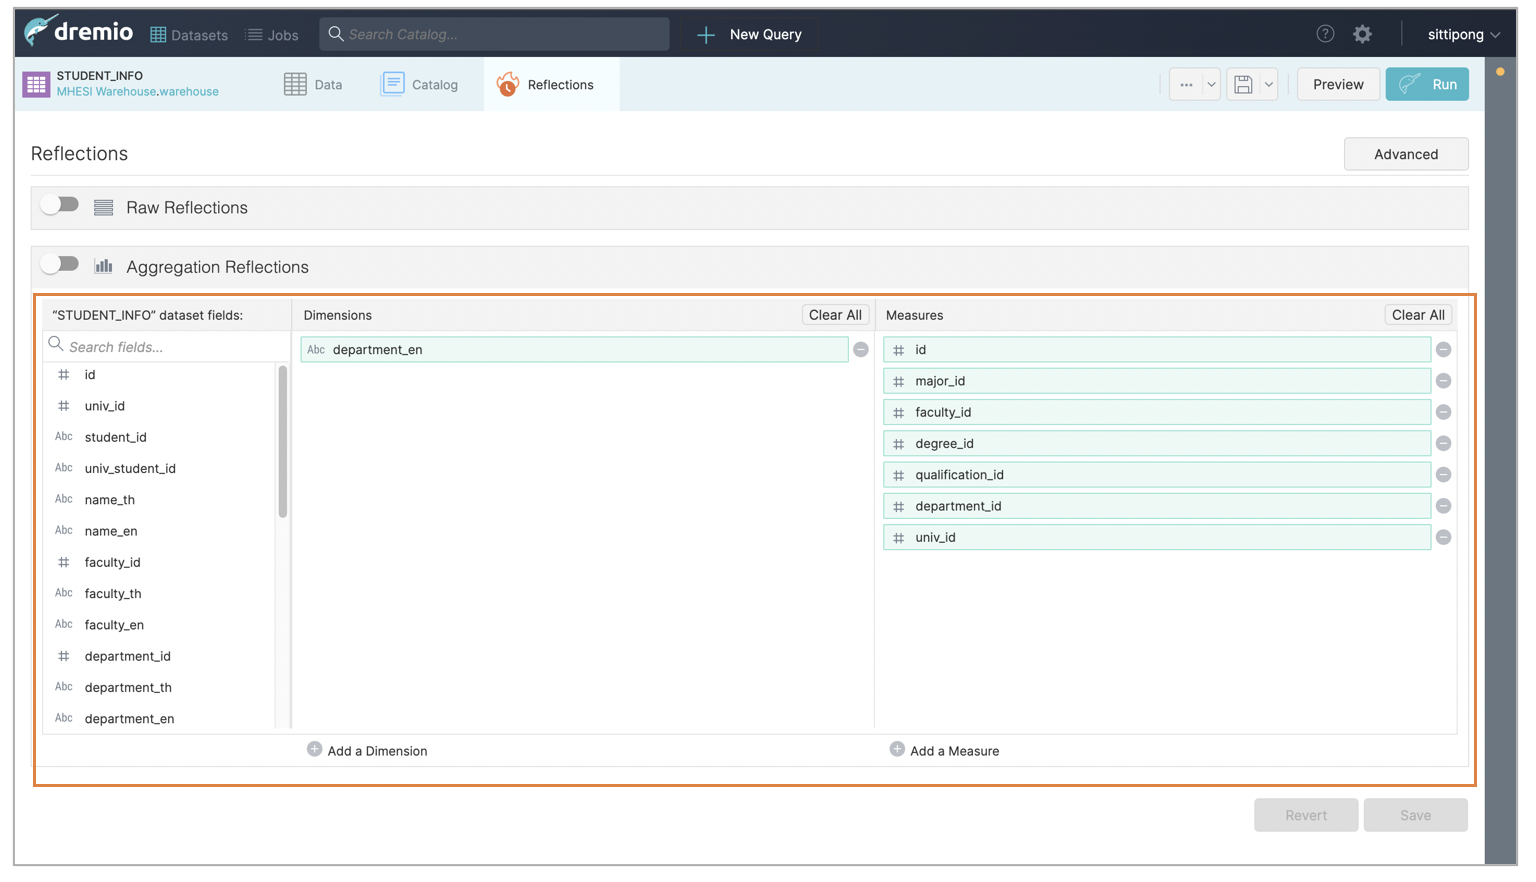 dremio
Datasets
Jobs
Search Catalog...
New Query
sittipong
STUDENT_INFO
MHESI Warehouse.warehouse
Data
Catalog
Reflections
Preview
Run
Reflections
Advanced
Raw Reflections
Aggregation Reflections
"STUDENT_INFO" dataset fields:
Search fields...
# id
# univ_id
Abc student_id
Abc univ_student_id
Abc name_th
Abc name_en
# faculty_id
Abc faculty_th
Abc faculty_en
# department_id
Abc department_th
Abc department_en
Dimensions
Clear All
Abc department_en
Add a Dimension
Measures
Clear All
# id
# major_id
# faculty_id
# degree_id
# qualification_id
# department_id
# univ_id
Add a Measure
Revert
Save